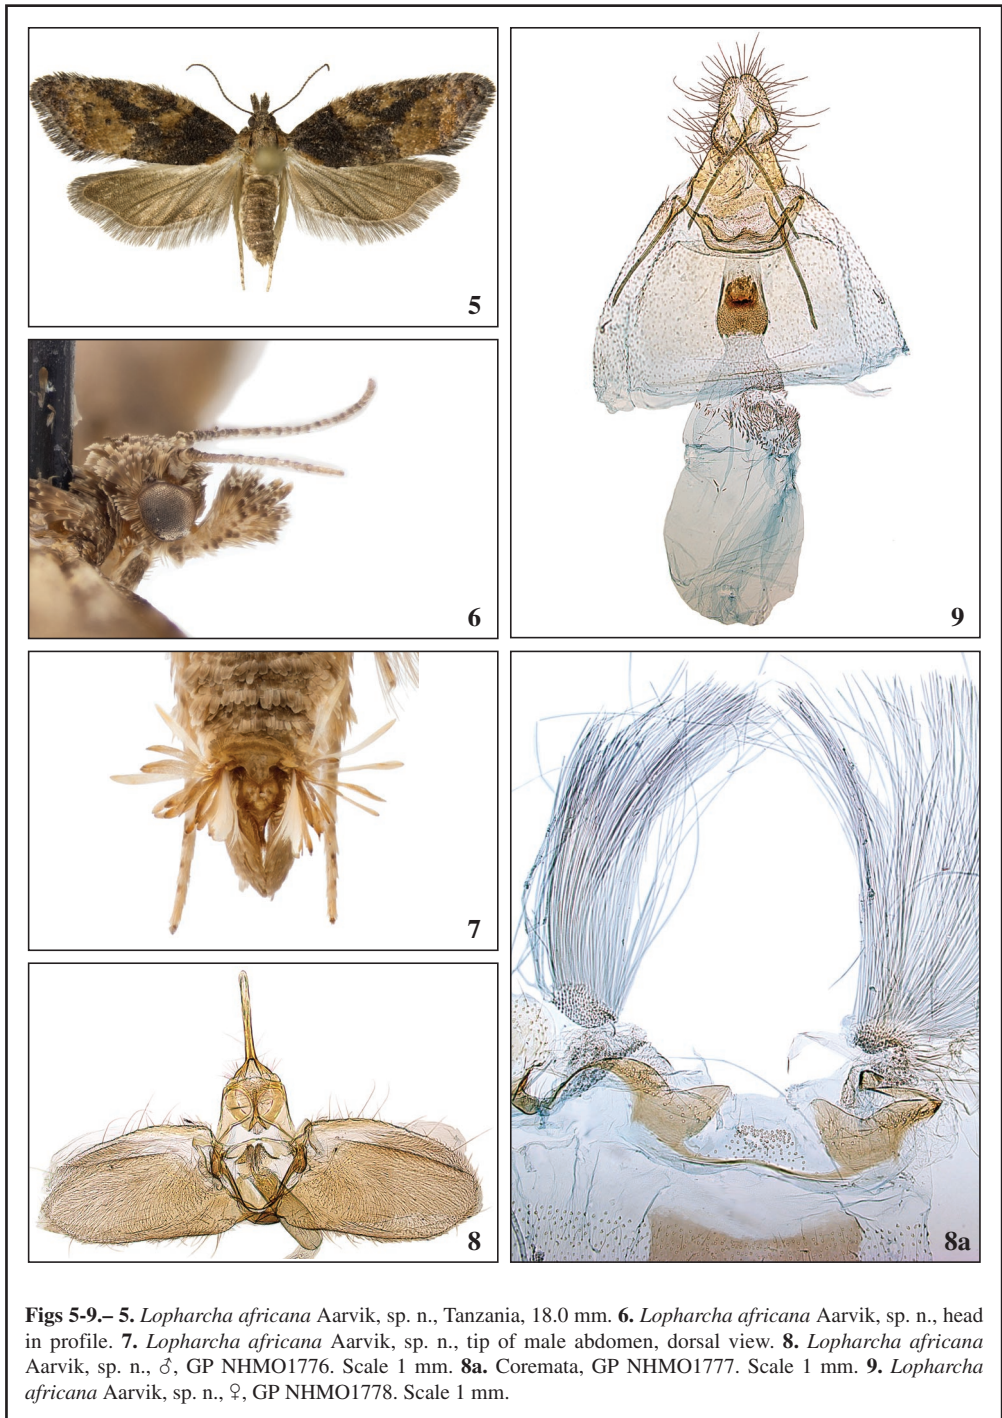 5
9
6
7
8
8a
Figs 5-9.– 5. Lopharcha africana Aarvik, sp. n., Tanzania, 18.0 mm. 6. Lopharcha africana Aarvik, sp. n., head
in profile. 7. Lopharcha africana Aarvik, sp. n., tip of male abdomen, dorsal view. 8. Lopharcha africana
Aarvik, sp. n., ♂, GP NHMO1776. Scale 1 mm. 8a. Coremata, GP NHMO1777. Scale 1 mm. 9. Lopharcha
africana Aarvik, sp. n., ♀, GP NHMO1778. Scale 1 mm.